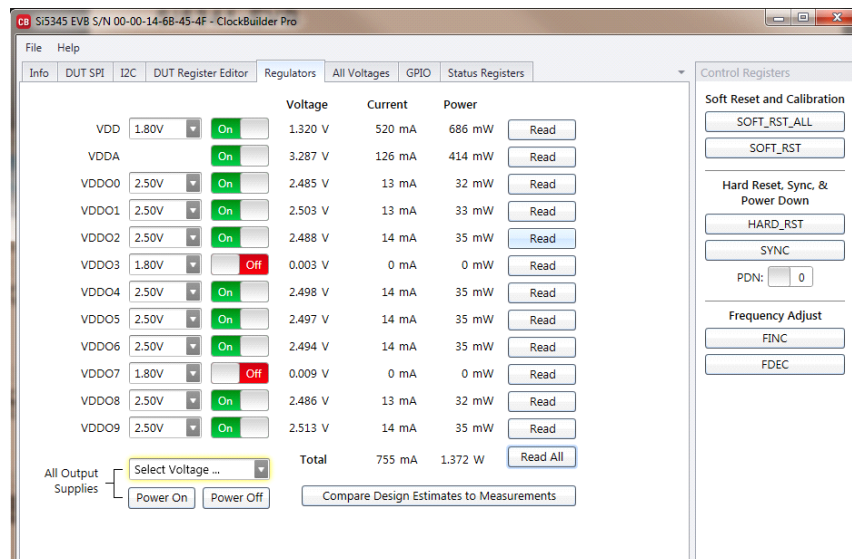 CB Si5345 EVB S/N 00-00-14-6B-45-4F - ClockBuilder Pro
File Help
Info DUT SPI I2C DUT Register Editor Regulators All Voltages GPIO Status Registers
Voltage Current Power
VDD 1.80V On 1.320 V 520 mA 686 mW Read
VDDA On 3.287 V 126 mA 414 mW Read
VDDO0 2.50V On 2.485 V 13 mA 32 mW Read
VDDO1 2.50V On 2.503 V 13 mA 33 mW Read
VDDO2 2.50V On 2.488 V 14 mA 35 mW Read
VDDO3 1.80V Off 0.003 V 0 mA 0 mW Read
VDDO4 2.50V On 2.498 V 14 mA 35 mW Read
VDDO5 2.50V On 2.497 V 14 mA 35 mW Read
VDDO6 2.50V On 2.494 V 14 mA 35 mW Read
VDDO7 1.80V Off 0.009 V 0 mA 0 mW Read
VDDO8 2.50V On 2.486 V 13 mA 32 mW Read
VDDO9 2.50V On 2.513 V 14 mA 35 mW Read
Total 755 mA 1.372 W Read All
All Output
Supplies
Select Voltage ...
Power On Power Off
Compare Design Estimates to Measurements
Control Registers
Soft Reset and Calibration
SOFT_RST_ALL
SOFT_RST
Hard Reset, Sync, &
Power Down
HARD_RST
SYNC
PDN: 0
Frequency Adjust
FINC
FDEC